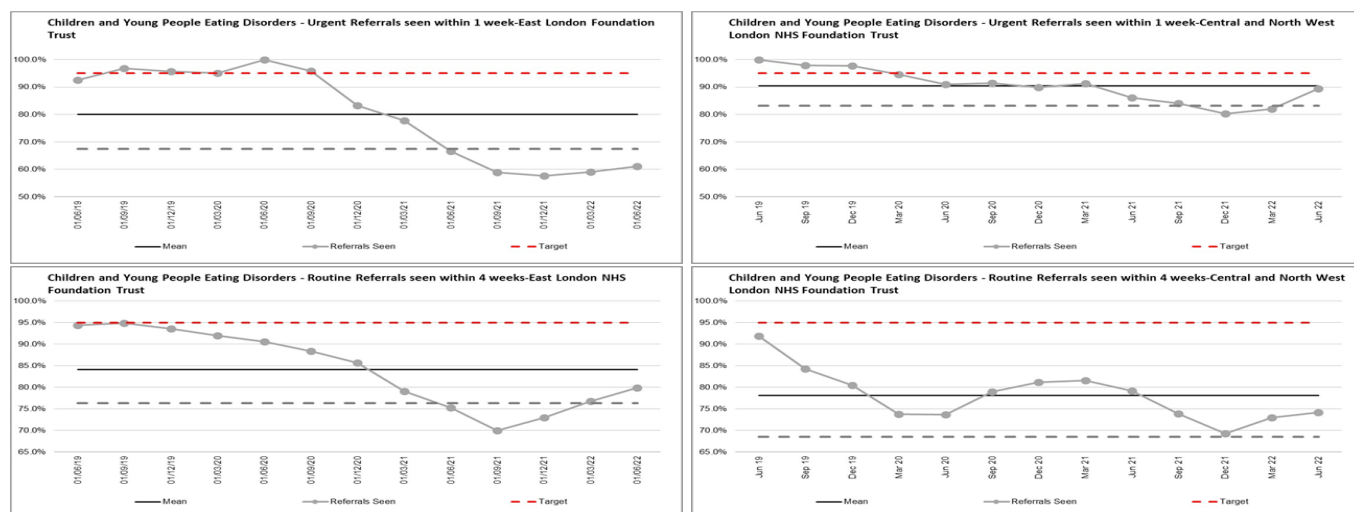 Children and Young People Eating Disorders - Urgent Referrals seen within 1 week-East London Foundation
Trust
100.0%
90.0%
80.0%
70.0%
60.0%
50.0%
01/06/19
01/09/19
01/12/19
01/03/20
01/06/20
01/09/20
01/12/20
01/03/21
01/06/21
01/09/21
01/12/21
01/03/22
01/06/22
Mean
Referrals Seen
Target
Children and Young People Eating Disorders - Urgent Referrals seen within 1 week-Central and North West
London NHS Foundation Trust
100.0%
90.0%
80.0%
70.0%
60.0%
50.0%
Jun 19
Sep 19
Dec 19
Mar 20
Jun 20
Sep 20
Dec 20
Mar 21
Jun 21
Sep 21
Dec 21
Mar 22
Jun 22
Mean
Referrals Seen
Target
Children and Young People Eating Disorders - Routine Referrals seen within 4 weeks-East London NHS
Foundation Trust
100.0%
95.0%
90.0%
85.0%
80.0%
75.0%
70.0%
65.0%
01/06/19
01/09/19
01/12/19
01/03/20
01/06/20
01/09/20
01/12/20
01/03/21
01/06/21
01/09/21
01/12/21
01/03/22
01/06/22
Mean
Referrals Seen
Target
Children and Young People Eating Disorders - Routine Referrals seen within 4 weeks-Central and North West
London NHS Foundation Trust
100.0%
95.0%
90.0%
85.0%
80.0%
75.0%
70.0%
65.0%
Jun 19
Sep 19
Dec 19
Mar 20
Jun 20
Sep 20
Dec 20
Mar 21
Jun 21
Sep 21
Dec 21
Mar 22
Jun 22
Mean
Referrals Seen
Target